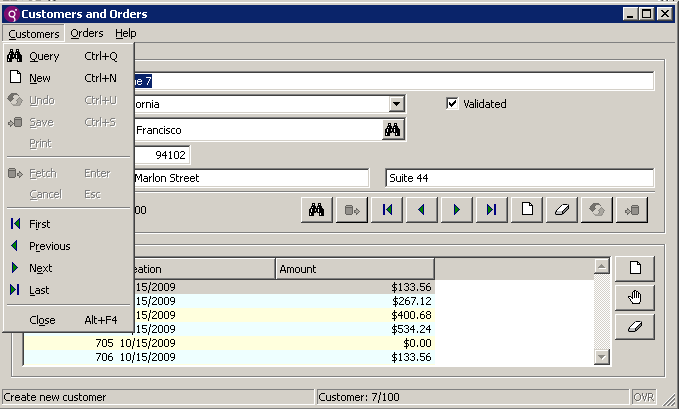 Customers and Orders
Customers Orders Help
Query Ctrl+Q
New Ctrl+N
Undo Ctrl+U
Save Ctrl+S
Print
Fetch Enter
Cancel Esc
First
Previous
Next
Last
Close Alt+F4
7
ornia
Validated
Francisco
94102
Marlon Street Suite 44
00
eation Amount
15/2009 $133.56
15/2009 $267.12
15/2009 $400.68
15/2009 $534.24
705 10/15/2009 $0.00
706 10/15/2009 $133.56
Create new customer Customer: 7/100 OVR